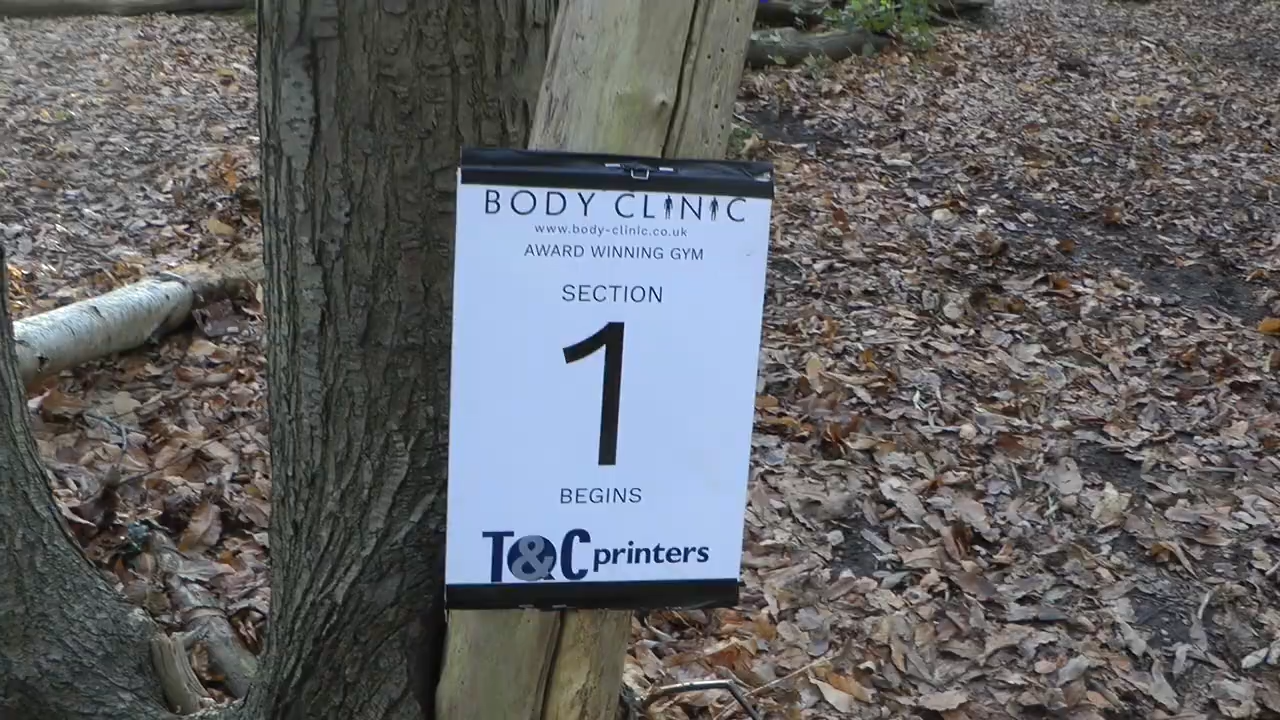 BODY CLINIC
www.body-clinic.co.uk
AWARD WINNING GYM
SECTION
1
BEGINS
T&C printers